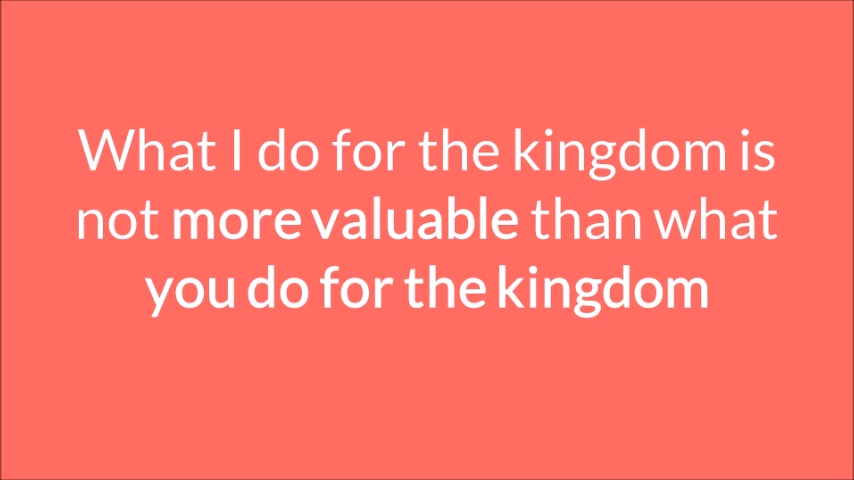 What I do for the kingdom is
not more valuable than what
you do for the kingdom